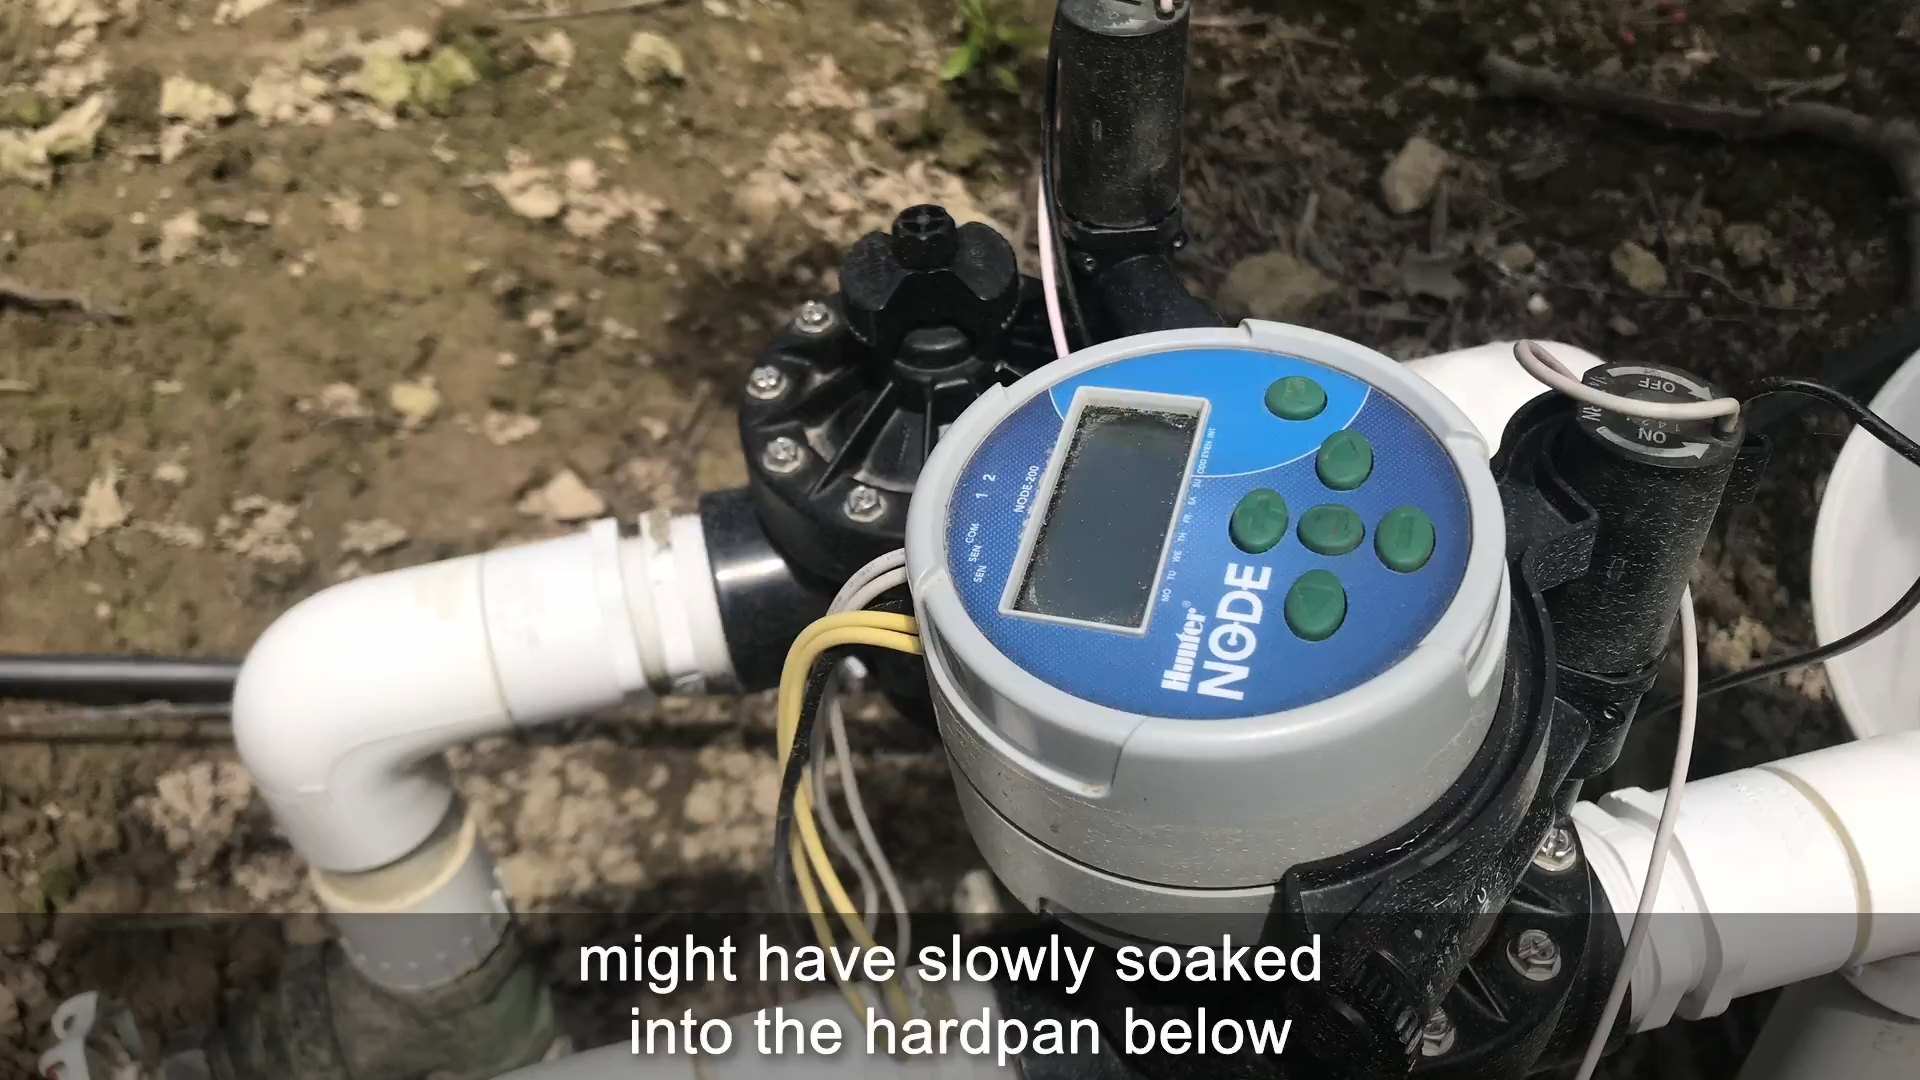 OFF
ON
1 2
NODE-200
SEN SEN COM
MO TU WE TH FR SA SU ODD EVEN INT
Hunter®
NODE
might have slowly soaked
into the hardpan below